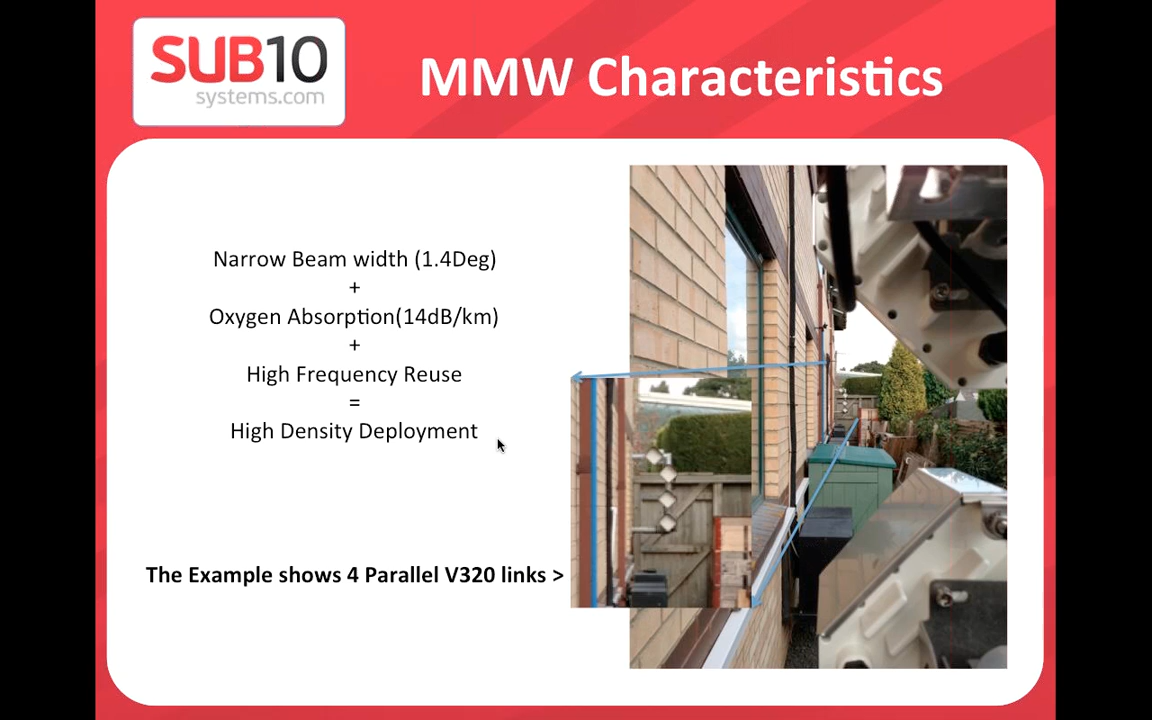 SUB10
systems.com
MMW Characteristics
Narrow Beam width (1.4Deg)
+
Oxygen Absorption(14dB/km)
+
High Frequency Reuse
=
High Density Deployment
The Example shows 4 Parallel V320 links >